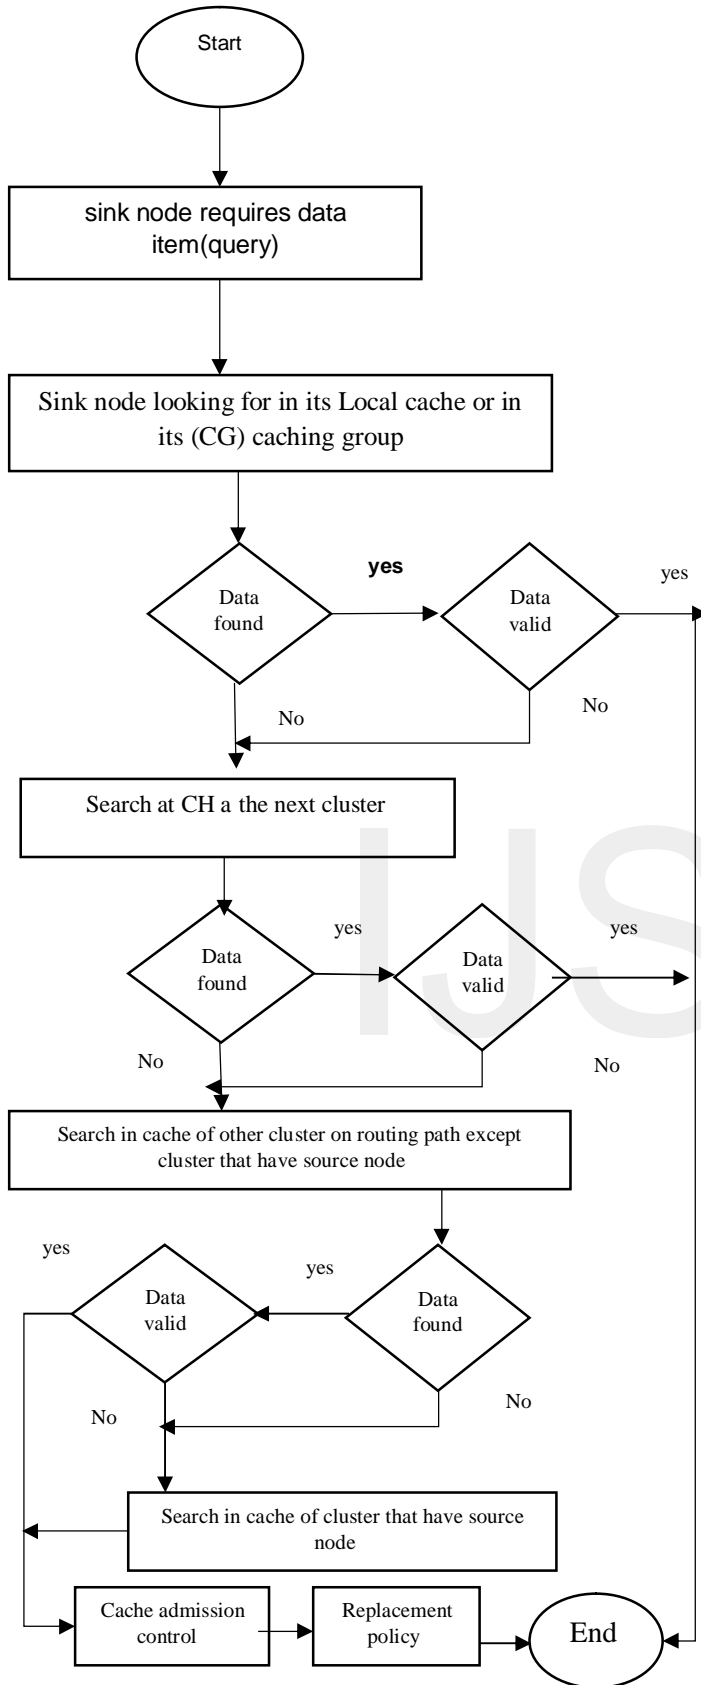 Start
sink node requires data
item(query)
Sink node looking for in its Local cache or in
its (CG) caching group
Data
found
yes
Data
valid
yes
No
No
Search at CH a the next cluster
Data
found
yes
Data
valid
yes
No
No
Search in cache of other cluster on routing path except
cluster that have source node
yes
Data
valid
yes
Data
found
No
No
Search in cache of cluster that have source
node
Cache admission
control
Replacement
policy
End
IJS